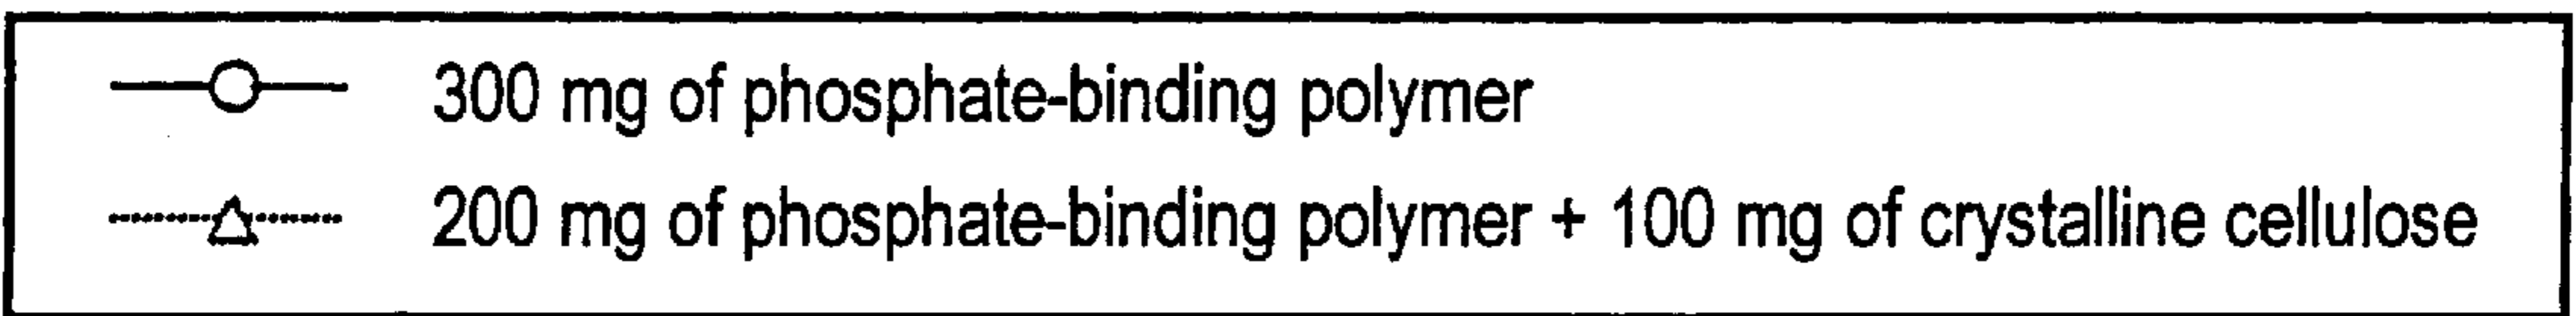 300 mg of phosphate-binding polymer
200 mg of phosphate-binding polymer + 100 mg of crystalline cellulose